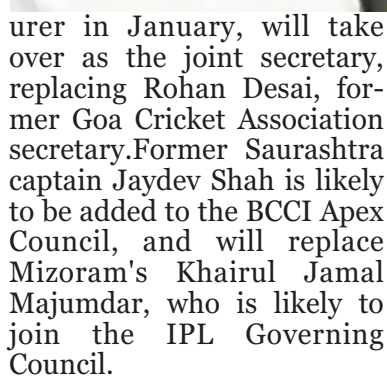 urer in January, will take
over as the joint secretary,
replacing Rohan Desai, for-
mer Goa Cricket Association
secretary.Former Saurashtra
captain Jaydev Shah is likely
to be added to the BCCI Apex
Council, and will replace
Mizoram's Khairul Jamal
Majumdar, who is likely to
join the IPL Governing
Council.